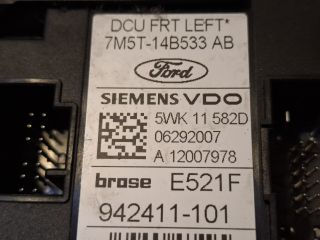 DCU FRT LEFT*
7M5T-14B533 AB
Ford
SIEMENS VDO
5WK 11 582D
06292007
A 12007978
brose E521F
942411-101